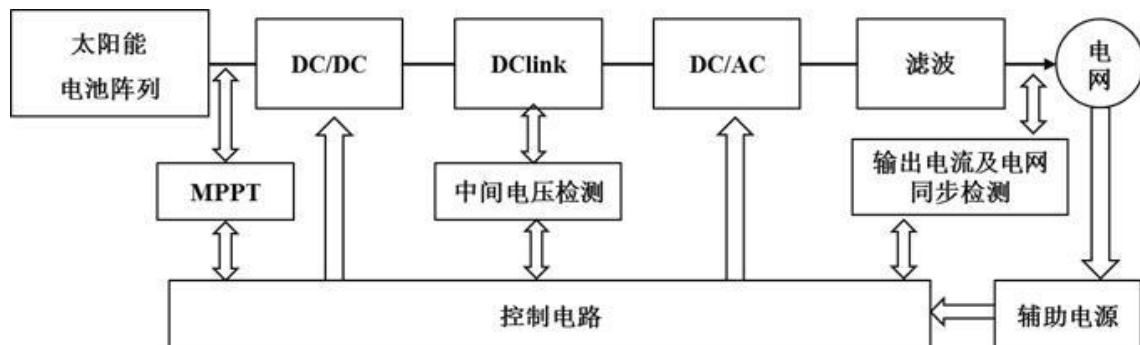 太阳能
电池阵列
DC/DC
DClink
DC/AC
滤波
电
网
MPPT
中间电压检测
输出电流及电网
同步检测
控制电路
辅助电源